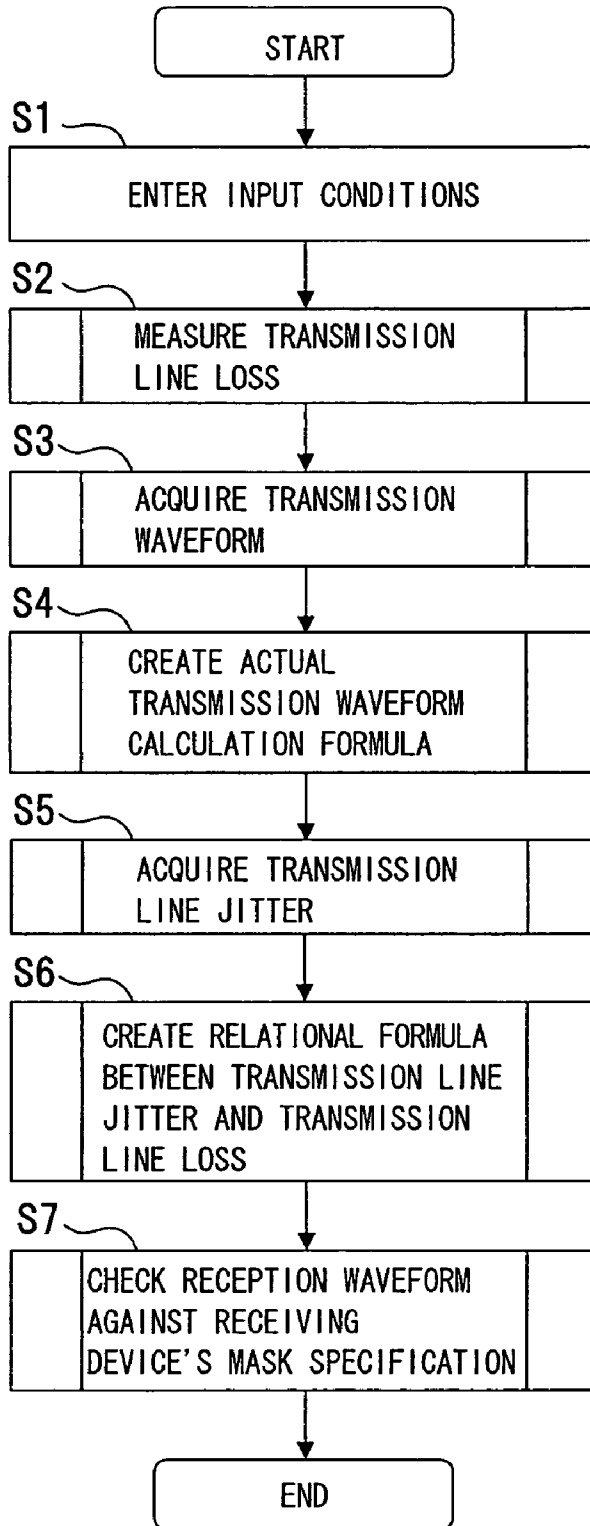 START
S1
ENTER INPUT CONDITIONS
S2
MEASURE TRANSMISSION
LINE LOSS
S3
ACQUIRE TRANSMISSION
WAVEFORM
S4
CREATE ACTUAL
TRANSMISSION WAVEFORM
CALCULATION FORMULA
S5
ACQUIRE TRANSMISSION
LINE JITTER
S6
CREATE RELATIONAL FORMULA
BETWEEN TRANSMISSION LINE
JITTER AND TRANSMISSION
LINE LOSS
S7
CHECK RECEPTION WAVEFORM
AGAINST RECEIVING
DEVICE'S MASK SPECIFICATION
END